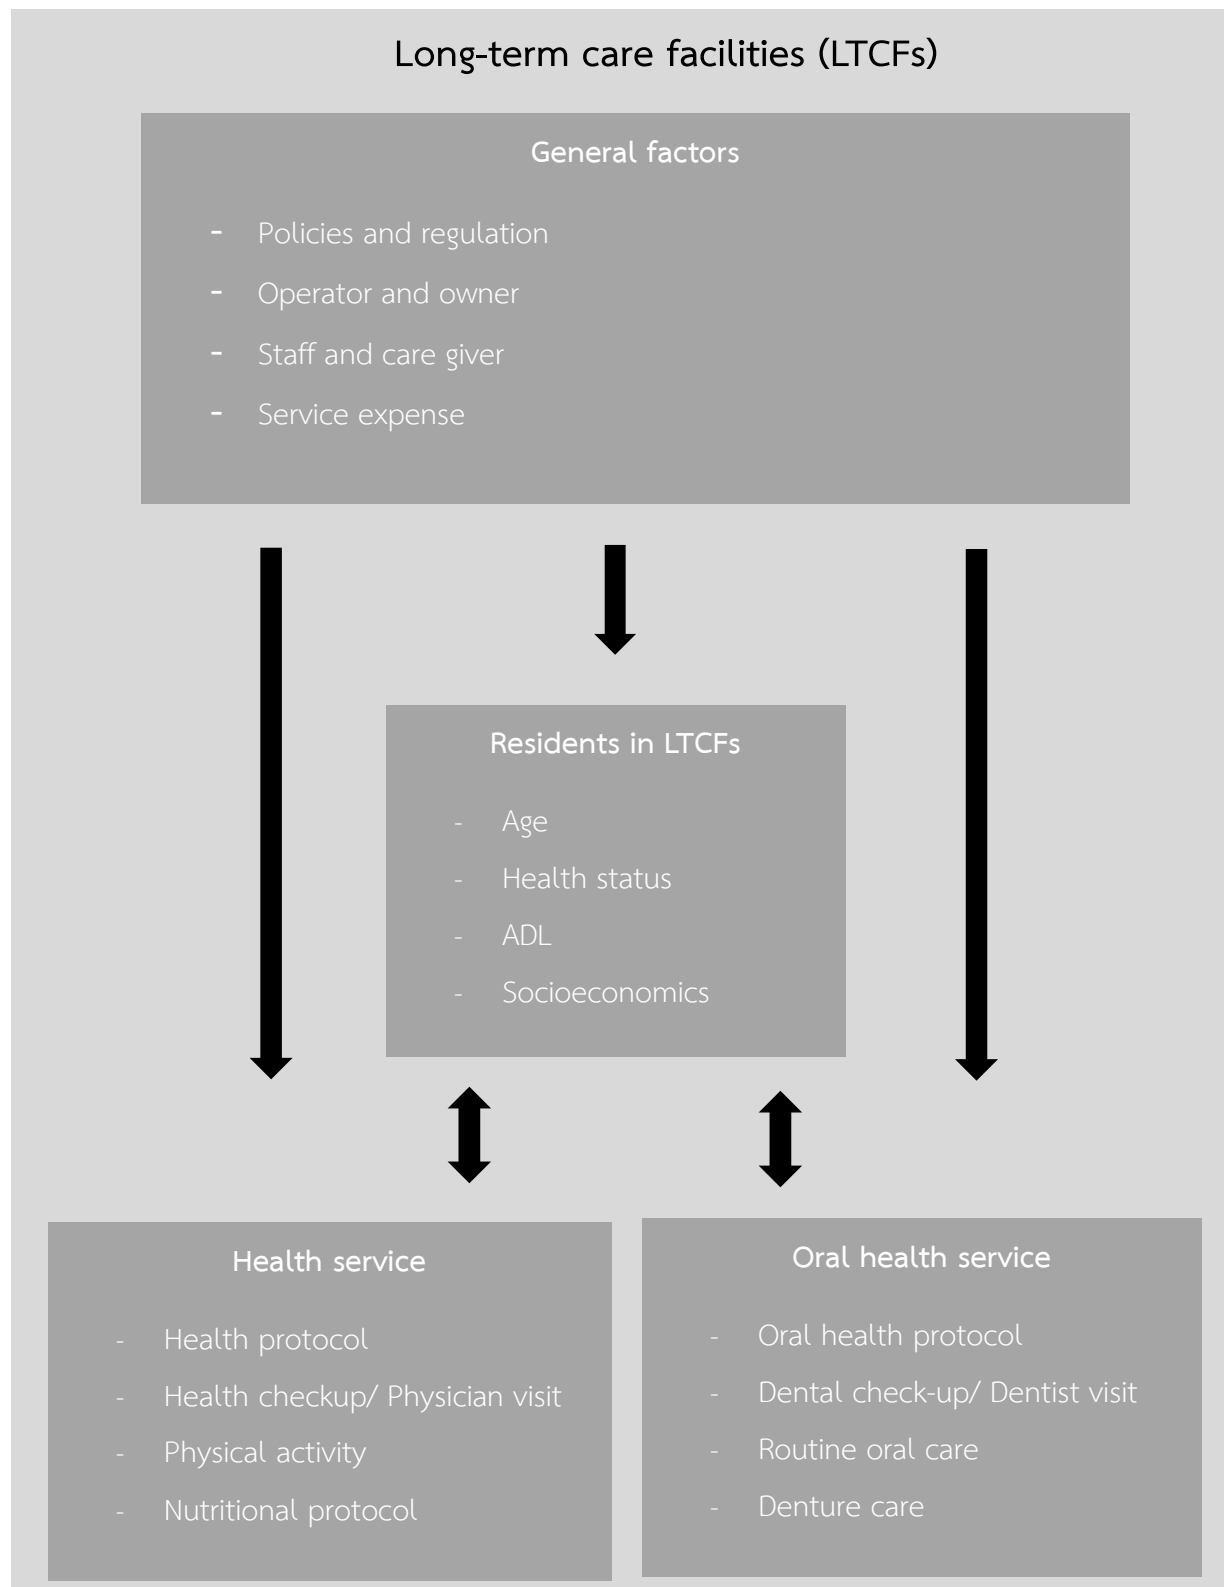 Long-term care facilities (LTCFs)
General factors
- Policies and regulation
- Operator and owner
- Staff and care giver
- Service expense
Residents in LTCFs
- Age
- Health status
- ADL
- Socioeconomics
Health service
- Health protocol
- Health checkup/ Physician visit
- Physical activity
- Nutritional protocol
Oral health service
- Oral health protocol
- Dental check-up/ Dentist visit
- Routine oral care
- Denture care